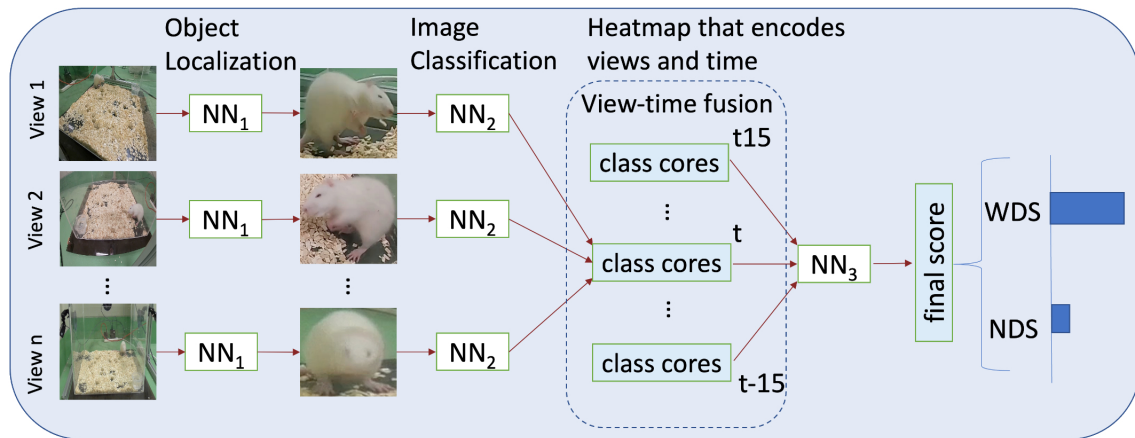 Object
Localization
Image
Classification
Heatmap that encodes
views and time
View-time fusion
View 1
NN₁
NN₂
t15
class cores
...
View 2
NN₁
NN₂
t
class cores
NN₃
final score
WDS
NDS
...
...
...
View n
NN₁
NN₂
class cores
t-15